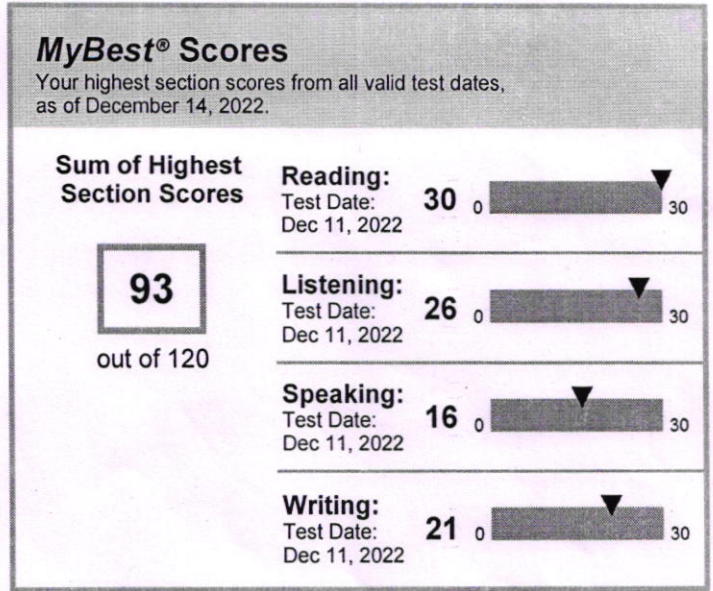 MyBest® Scores
Your highest section scores from all valid test dates,
as of December 14, 2022.
Sum of Highest
Section Scores
93
out of 120
Reading:
Test Date:
Dec 11, 2022
30
0
30
Listening:
Test Date:
Dec 11, 2022
26
0
30
Speaking:
Test Date:
Dec 11, 2022
16
0
30
Writing:
Test Date:
Dec 11, 2022
21
0
30